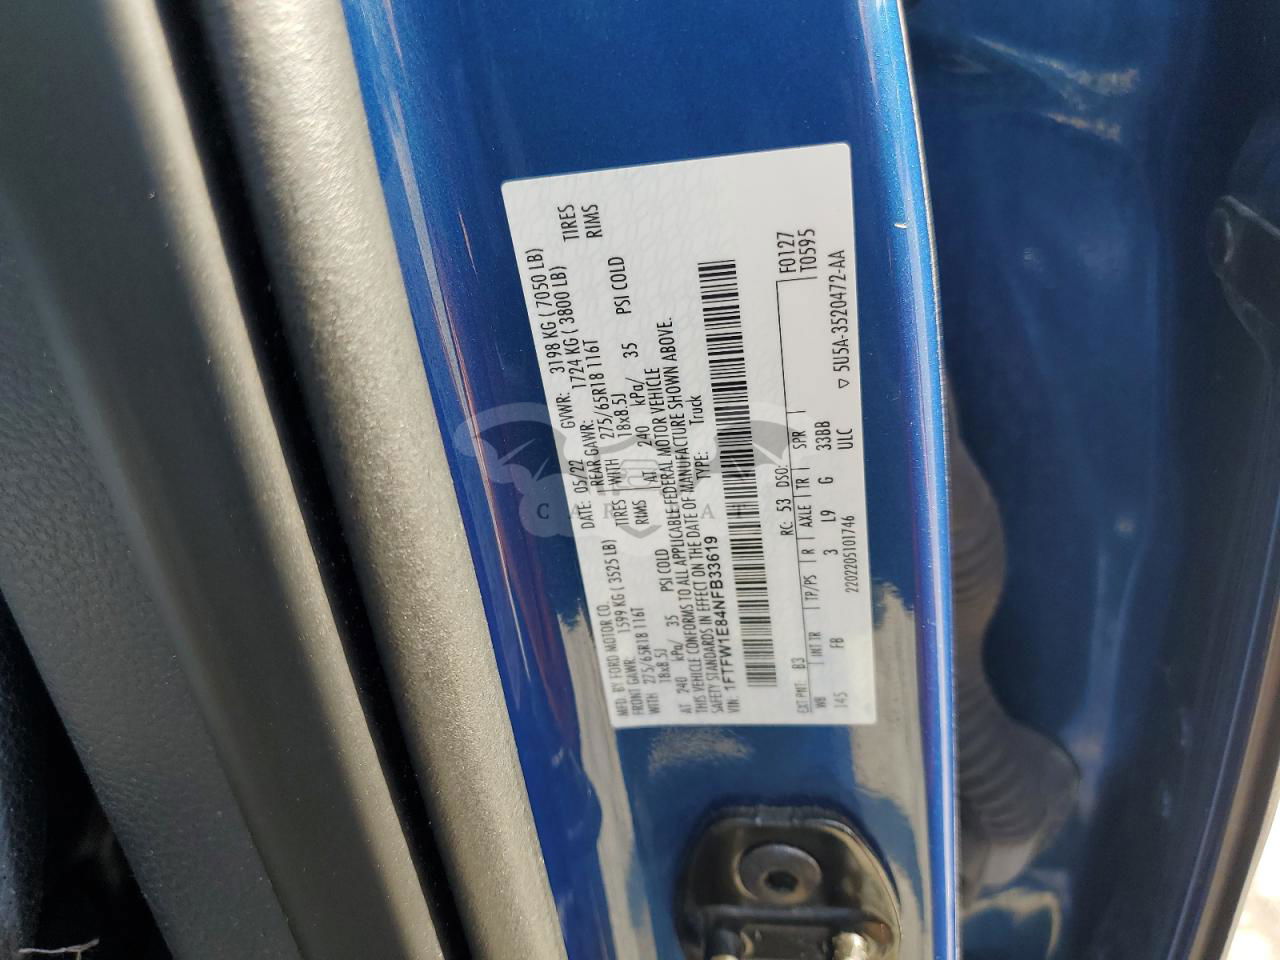 MFD. BY FORD MOTOR CO.
DATE: 05/22 GVWR: 3198 KG ( 7050 LB)
FRONT GAWR: 1599 KG ( 3525 LB) REAR GAWR: 1724 KG ( 3800 LB)
WITH 275/65R18 116T TIRES WITH 275/65R18 116T TIRES
18x8.5J RIMS 18x8.5J RIMS
AT 240 kPa/ 35 PSI COLD AT 240 kPa/ 35 PSI COLD
THIS VEHICLE CONFORMS TO ALL APPLICABLE FEDERAL MOTOR VEHICLE
SAFETY STANDARDS IN EFFECT ON THE DATE OF MANUFACTURE SHOWN ABOVE.
VIN: 1FTFW1E84NFB33619 TYPE: Truck
EXT PNT: B3 RC: 53 DSO: F0127
WB INT TR TP/PS R AXLE TR SPR T0595
145 FB 3 L9 G 33BB
2202205101746 ULC ▽ 5U5A-3520472-AA